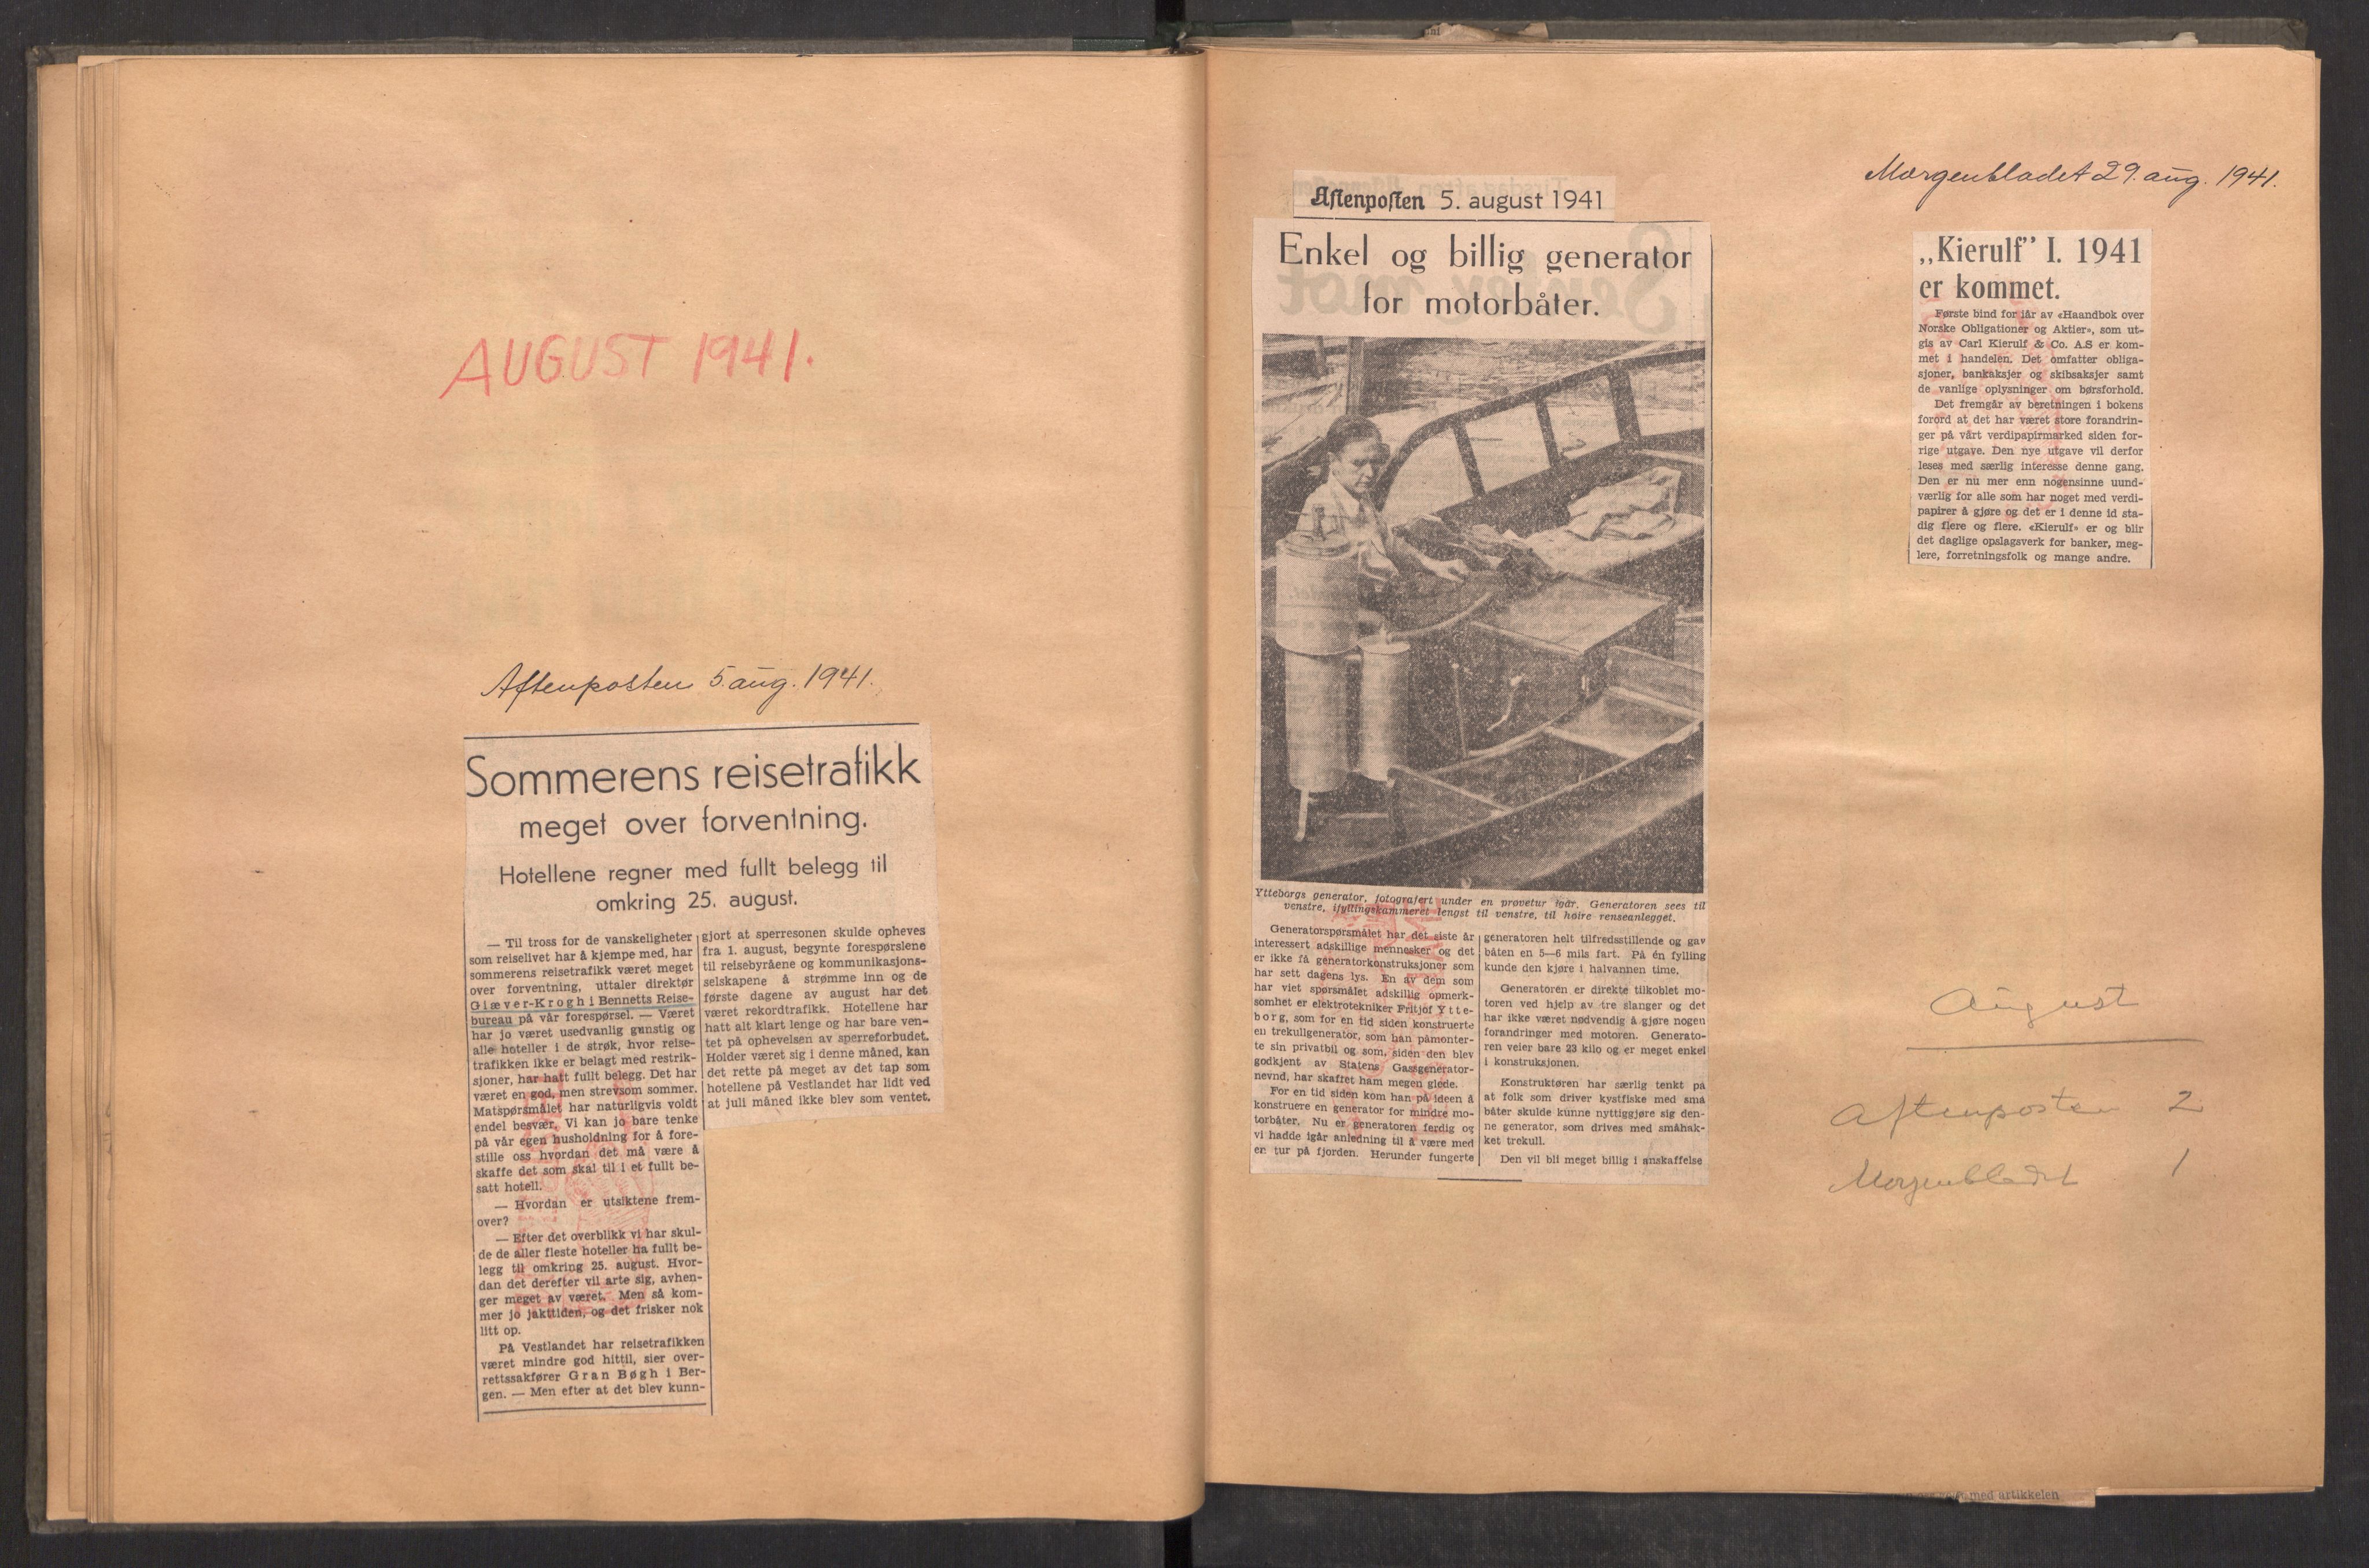 AUGUST 1941.
Aftenposten 5. aug. 1941.
Sommerens reisetrafikk
meget over forventning.
Hotellene regner med fullt belegg til
omkring 25. august.
— Til tross for de vanskeligheter
som reiselivet har å kjempe med, har
sommerens reisetrafikk været meget
over forventning, uttaler direktør
Giæver-Krogh i Bennetts Reise-
bureau på vår forespørsel. — Været
har jo været usedvanlig gunstig og
alle hoteller i de strøk, hvor reise-
trafikken ikke er belagt med restrik-
sjoner, har hatt fullt belegg. Det har
været en god, men strevsom sommer.
Matspørsmålet har naturligvis voldt
endel besvær. Vi kan jo bare tenke
på vår egen husholdning for å fore-
stille oss hvordan det må være å
skaffe det som skal til i et fullt be-
satt hotell.
— Hvordan er utsiktene frem-
over?
— Efter det overblikk vi har skul-
de de aller fleste hoteller ha fullt be-
legg til omkring 25. august. Hvor-
dan det derefter vil arte sig, avhen-
ger meget av været. Men så kom-
mer jo jakttiden, og det frisker nok
litt op.
På Vestlandet har reisetrafikken
været mindre god hittil, sier over-
rettssakfører Gran Bøgh i Ber-
gen. — Men efter at det blev kunn-
gjort at sperresonen skulde opheves
fra 1. august, begynte forespørslene
til reisebyråene og kommunikasjons-
selskapene å strømme inn og de
første dagene av august har det
været rekordtrafikk. Hotellene har
hatt alt klart lenge og har bare ven-
tet på ophevelsen av sperreforbudet.
Holder været sig i denne måned, kan
det rette på meget av det tap som
hotellene på Vestlandet har lidt ved
at juli måned ikke blev som ventet.
Aftenposten 5. august 1941
Enkel og billig generator
for motorbåter.
Ytteborgs generator, fotografert under en prøvetur igår. Generatoren sees til
venstre, ifyllingskammeret lengst til venstre, til høire renseanlegget.
Generatorspørsmålet har det siste år
interessert adskillige mennesker og det
er ikke få generatorkonstruksjoner som
har sett dagens lys. En av dem som
har viet spørsmålet adskillig opmerk-
somhet er elektrotekniker Fritjof Ytte-
borg, som for en tid siden konstruerte
en trekullgenerator, som han påmonter-
te sin privatbil og som, siden den blev
godkjent av Statens Gassgenerator-
nevnd, har skaffet ham megen glede.
For en tid siden kom han på ideen å
konstruere en generator for mindre mo-
torbåter. Nu er generatoren ferdig og
vi hadde igår anledning til å være med
en tur på fjorden. Herunder fungerte
generatoren helt tilfredsstillende og gav
båten en 5—6 mils fart. På én fylling
kunde den kjøre i halvannen time.
Generatoren er direkte tilkoblet mo-
toren ved hjelp av tre slanger og det
har ikke været nødvendig å gjøre nogen
forandringer med motoren. Generato-
ren veier bare 23 kilo og er meget enkel
i konstruksjonen.
Konstruktøren har særlig tenkt på
at folk som driver kystfiske med små
båter skulde kunne nyttiggjøre sig den-
ne generator, som drives med småhak-
ket trekull.
Den vil bli meget billig i anskaffelse
Morgenbladet 29. aug. 1941.
„Kierulf” I. 1941
er kommet.
Første bind for iår av «Haandbok over
Norske Obligationer og Aktier», som ut-
gis av Carl Kierulf & Co. A.S er kom-
met i handelen. Det omfatter obliga-
sjoner, bankaksjer og skibsaksjer samt
de vanlige oplysninger om børsforhold.
Det fremgår av beretningen i bokens
forord at det har været store forandrin-
ger på vårt verdipapirmarked siden for-
rige utgave. Den nye utgave vil derfor
leses med særlig interesse denne gang.
Den er nu mer enn nogensinne uund-
værlig for alle som har noget med verdi-
papirer å gjøre og det er i denne id sta-
dig flere og flere. «Kierulf» er og blir
det daglige opslagsverk for banker, meg-
lere, forretningsfolk og mange andre.
August
Aftenposten 2
Morgenbladet 1
med artikkelen